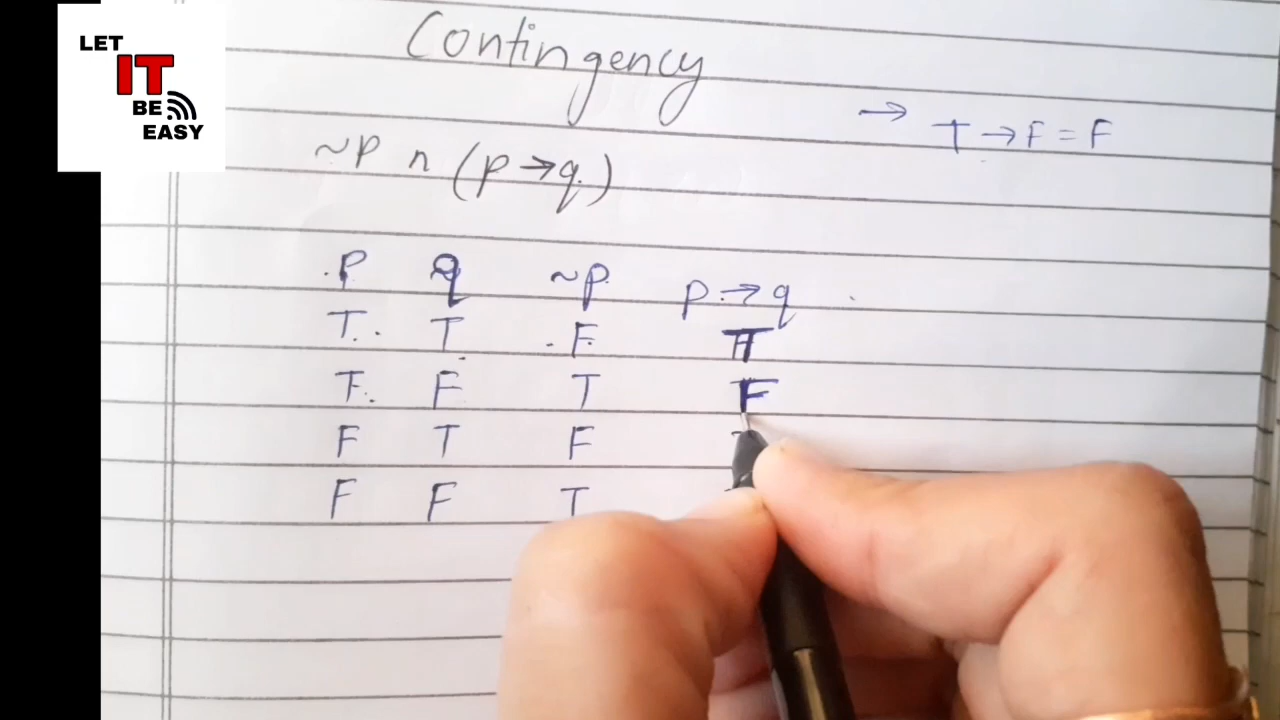 LET
IT
BE
EASY
Contingency
→ T → F = F
~p ∩ (p → q)
p q ~p p → q
T T F T
T F T F
F T F
F F T